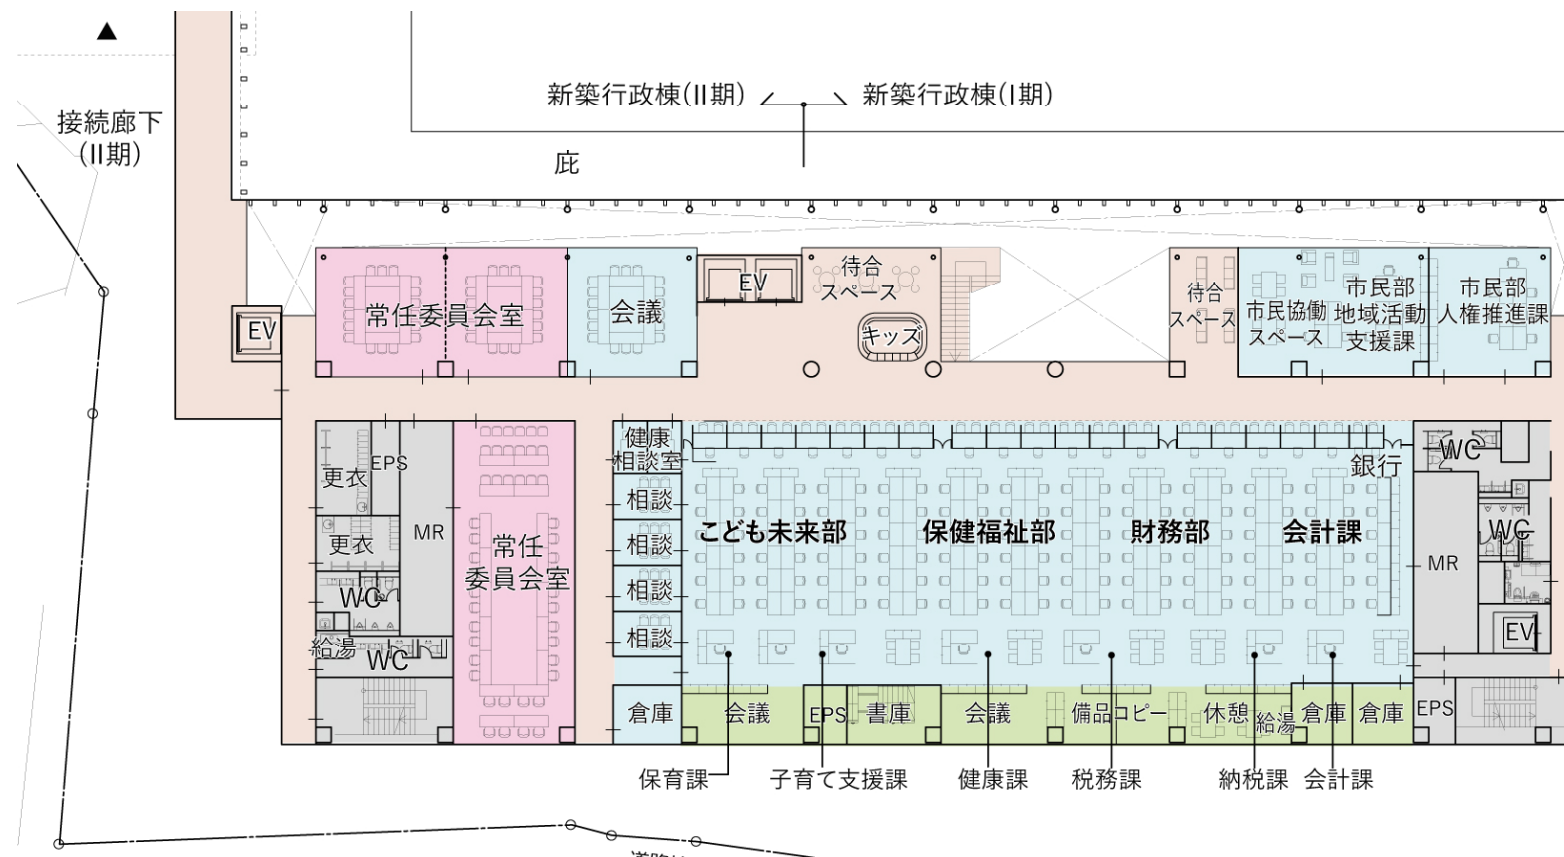 ▲
接続廊下
(II期)
新築行政棟(II期)
新築行政棟(I期)
庇
EV
常任委員会室
会議
EV
待合
スペース
キッズ
待合
スペース
市民協働
スペース
市民部
地域活動
支援課
市民部
人権推進課
更衣
EPS
MR
更衣
WC
給湯
WC
常任
委員会室
健康
相談室
相談
相談
相談
相談
倉庫
こども未来部
保健福祉部
財務部
会計課
銀行
WC
WC
MR
EV
会議
EPS
書庫
会議
備品コピー
休憩
給湯
倉庫
倉庫
EPS
保育課
子育て支援課
健康課
税務課
納税課
会計課